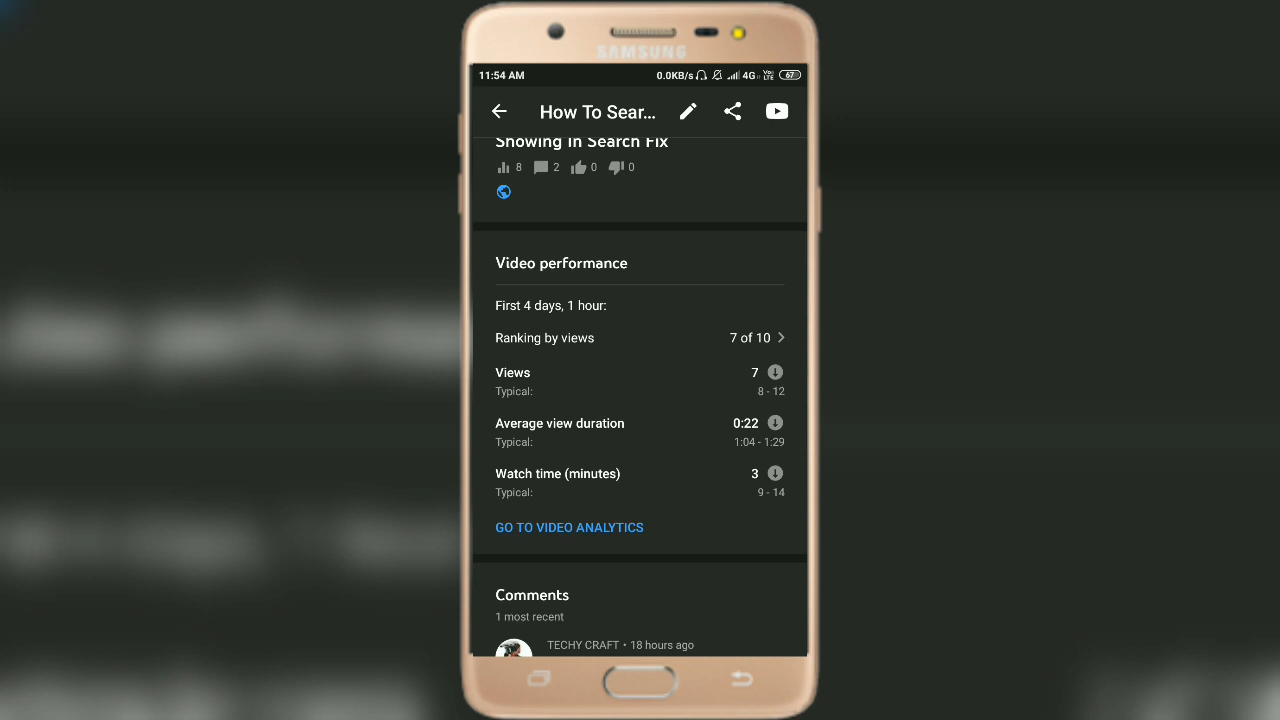 SAMSUNG
11:54 AM 0.0KB/s 4G Vo LTE 67
How To Sear...
Showing In Search Fix
8 2 0 0
Video performance
First 4 days, 1 hour:
Ranking by views 7 of 10
Views 7
Typical: 8 - 12
Average view duration 0:22
Typical: 1:04 - 1:29
Watch time (minutes) 3
Typical: 9 - 14
GO TO VIDEO ANALYTICS
Comments
1 most recent
TECHY CRAFT • 18 hours ago